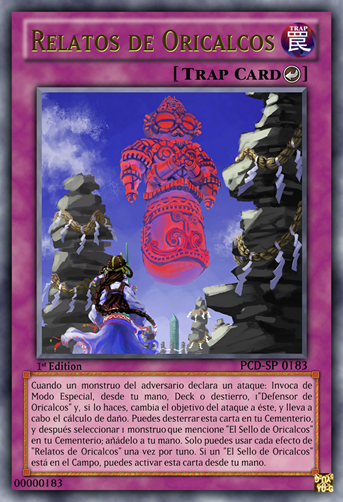 Relatos de Oricalcos
TRAP
罠
[Trap Card]
1st Edition
PCD-SP 0183
Cuando un monstruo del adversario declara un ataque: Invoca de
Modo Especial, desde tu mano, Deck o destierro, 1"Defensor de
Oricalcos" y, si lo haces, cambia el objetivo del ataque a éste, y lleva a
cabo el cálculo de daño. Puedes desterrar esta carta en tu Cementerio,
y después seleccionar 1 monstruo que mencione "El Sello de Oricalcos"
en tu Cementerio; añádelo a tu mano. Solo puedes usar cada efecto de
"Relatos de Oricalcos" una vez por tuno. Si un "El Sello de Oricalcos"
está en el Campo, puedes activar esta carta desde tu mano.
00000183